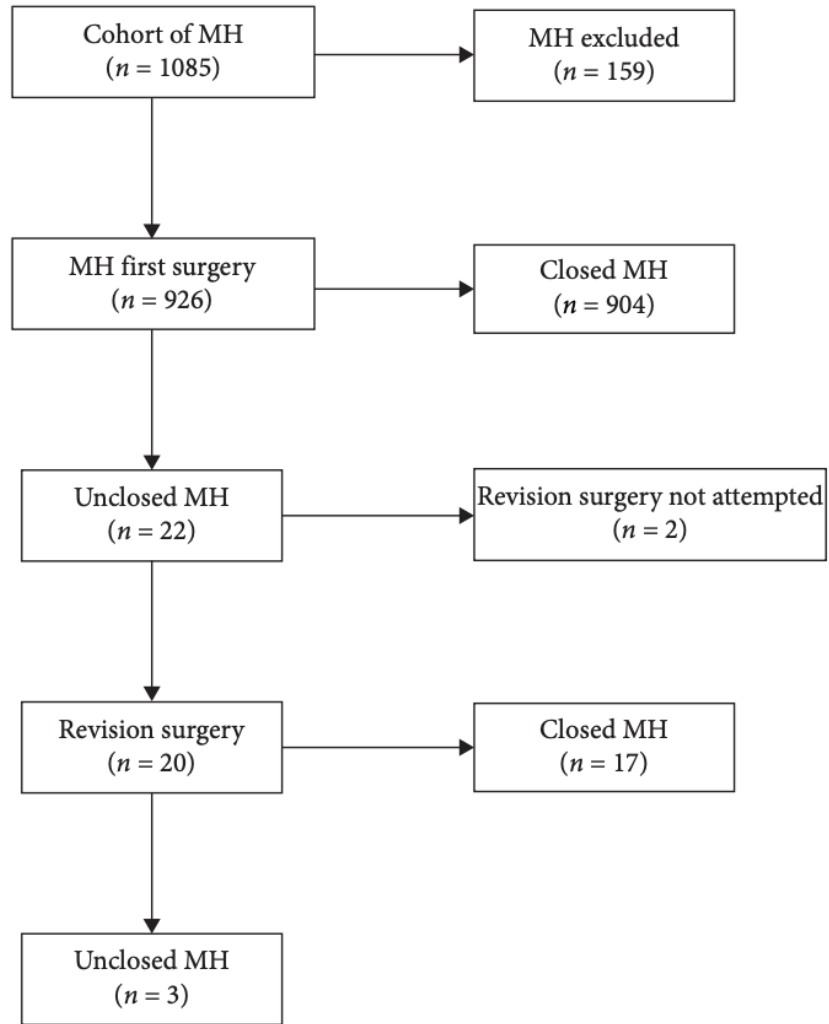 Cohort of MH
(n = 1085)
MH excluded
(n = 159)
MH first surgery
(n = 926)
Closed MH
(n = 904)
Unclosed MH
(n = 22)
Revision surgery not attempted
(n = 2)
Revision surgery
(n = 20)
Closed MH
(n = 17)
Unclosed MH
(n = 3)